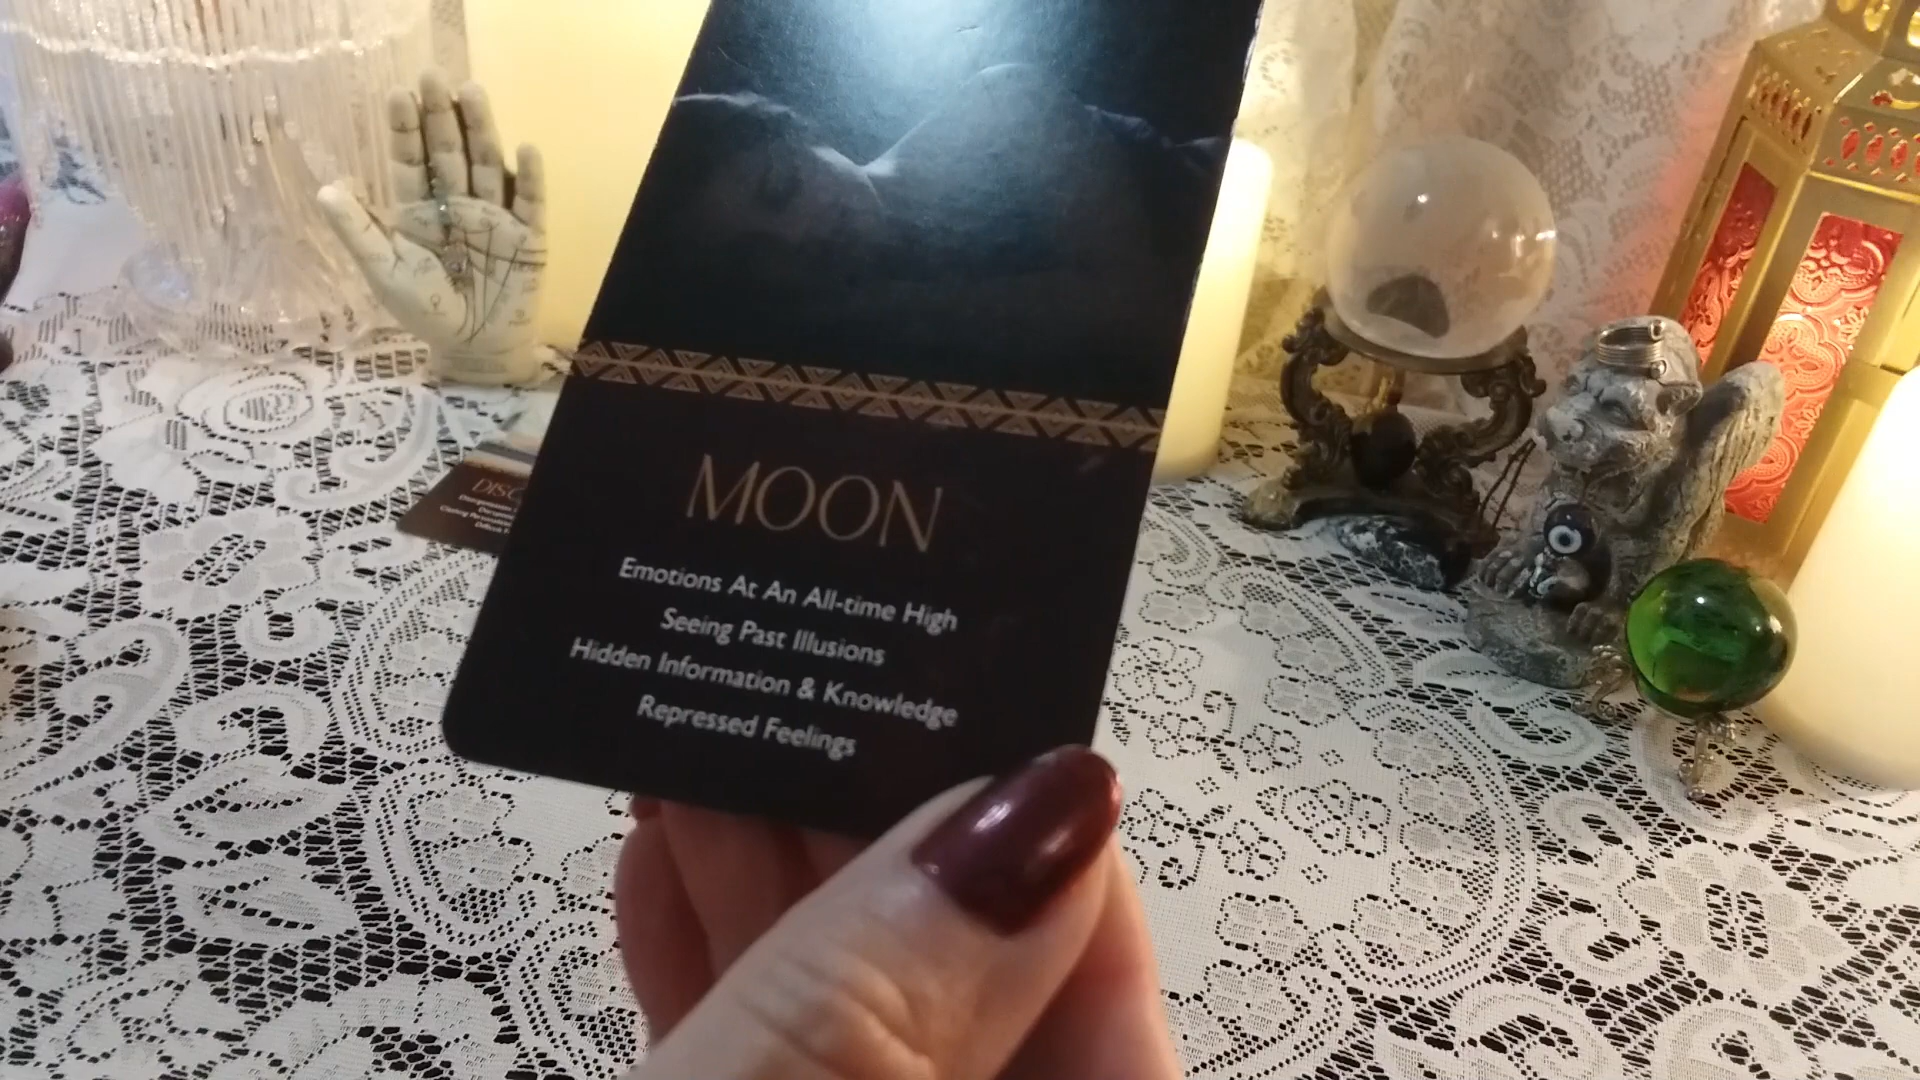 MOON
Emotions At An All-time High
Seeing Past Illusions
Hidden Information & Knowledge
Repressed Feelings